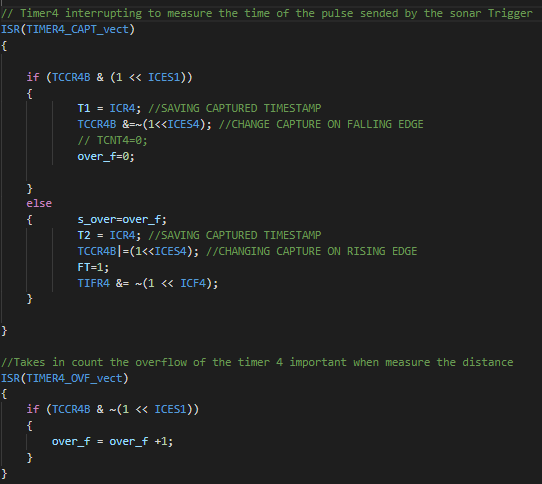 // Timer4 interrupting to measure the time of the pulse sended by the sonar Trigger
ISR(TIMER4_CAPT_vect)
{
if (TCCR4B & (1 << ICES1))
{
T1 = ICR4; //SAVING CAPTURED TIMESTAMP
TCCR4B &=~(1<<ICES4); //CHANGE CAPTURE ON FALLING EDGE
// TCNT4=0;
over_f=0;
}
else
{ s_over=over_f;
T2 = ICR4; //SAVING CAPTURED TIMESTAMP
TCCR4B|=(1<<ICES4); //CHANGING CAPTURE ON RISING EDGE
FT=1;
TIFR4 &= ~(1 << ICF4);
}
}
//Takes in count the overflow of the timer 4 important when measure the distance
ISR(TIMER4_OVF_vect)
{
if (TCCR4B & ~(1 << ICES1))
{
over_f = over_f +1;
}
}